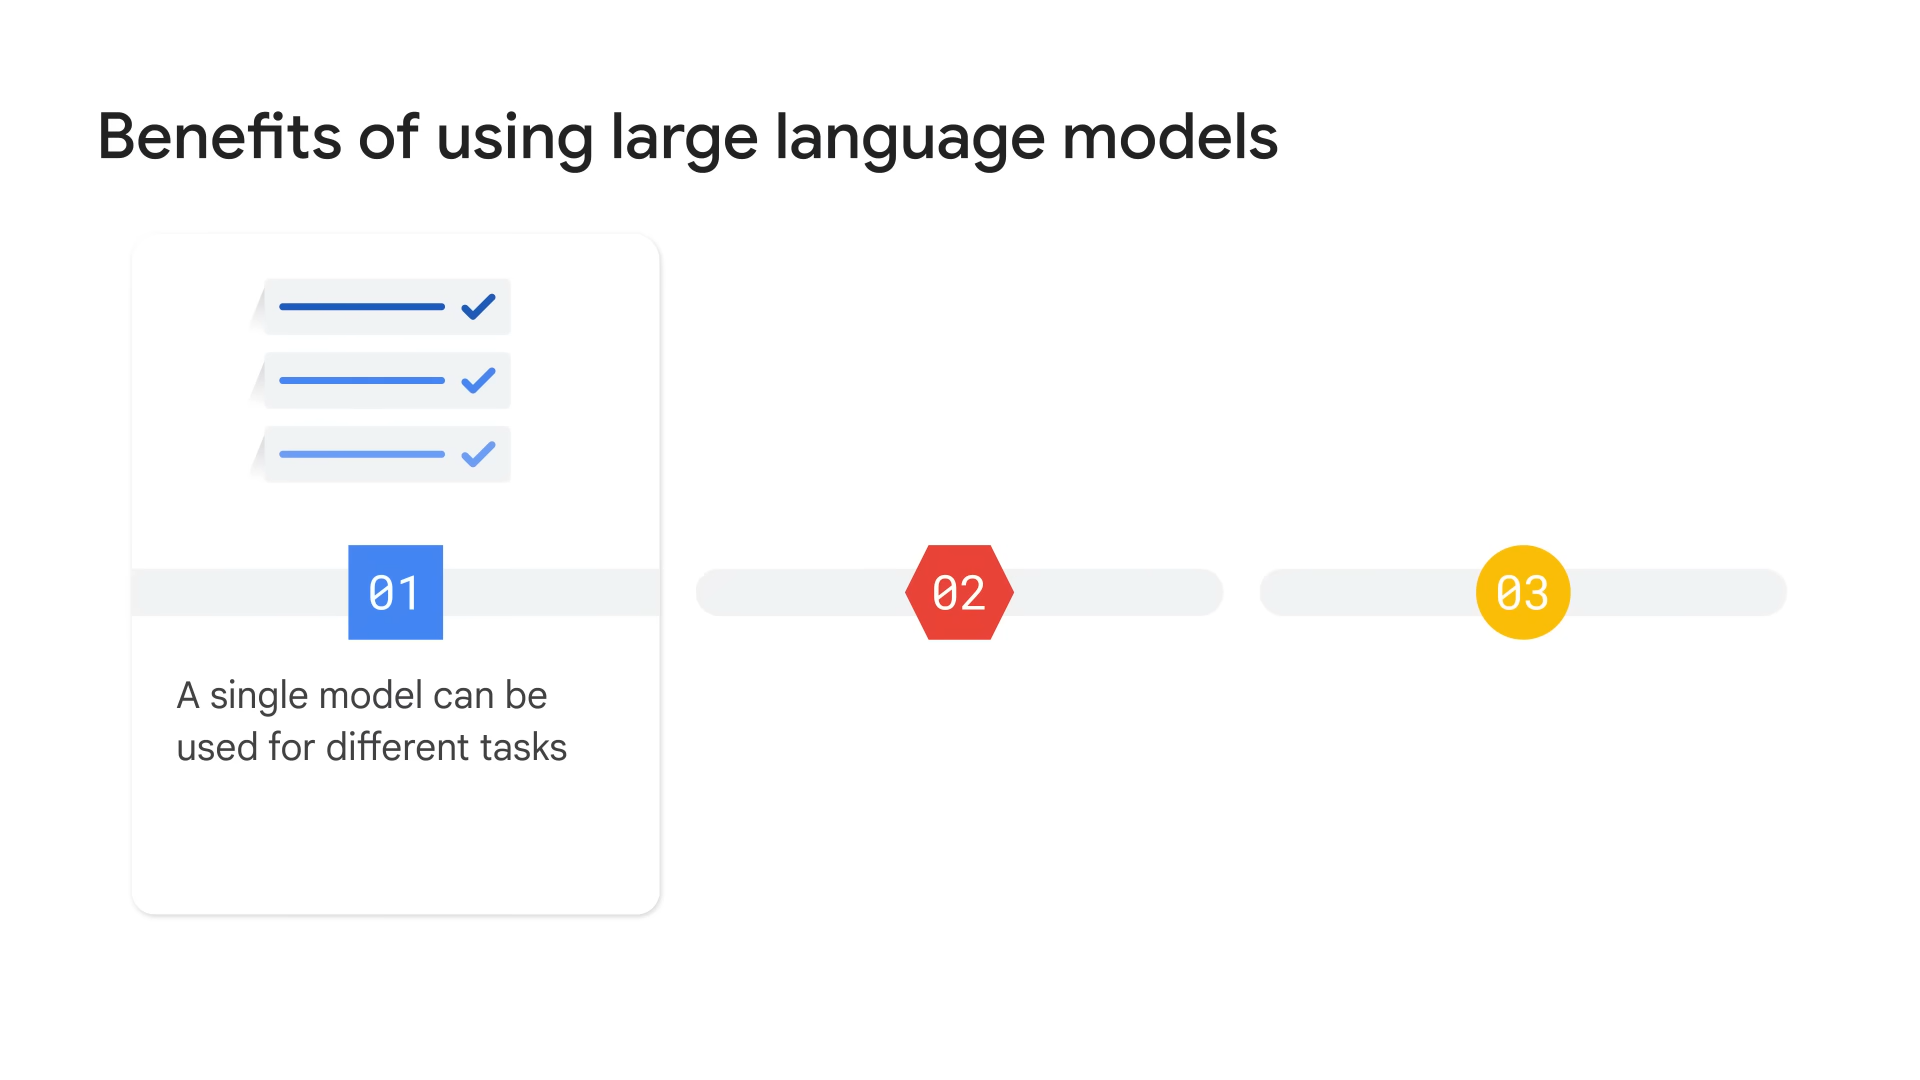 Benefits of using large language models
01
02
03
A single model can be
used for different tasks